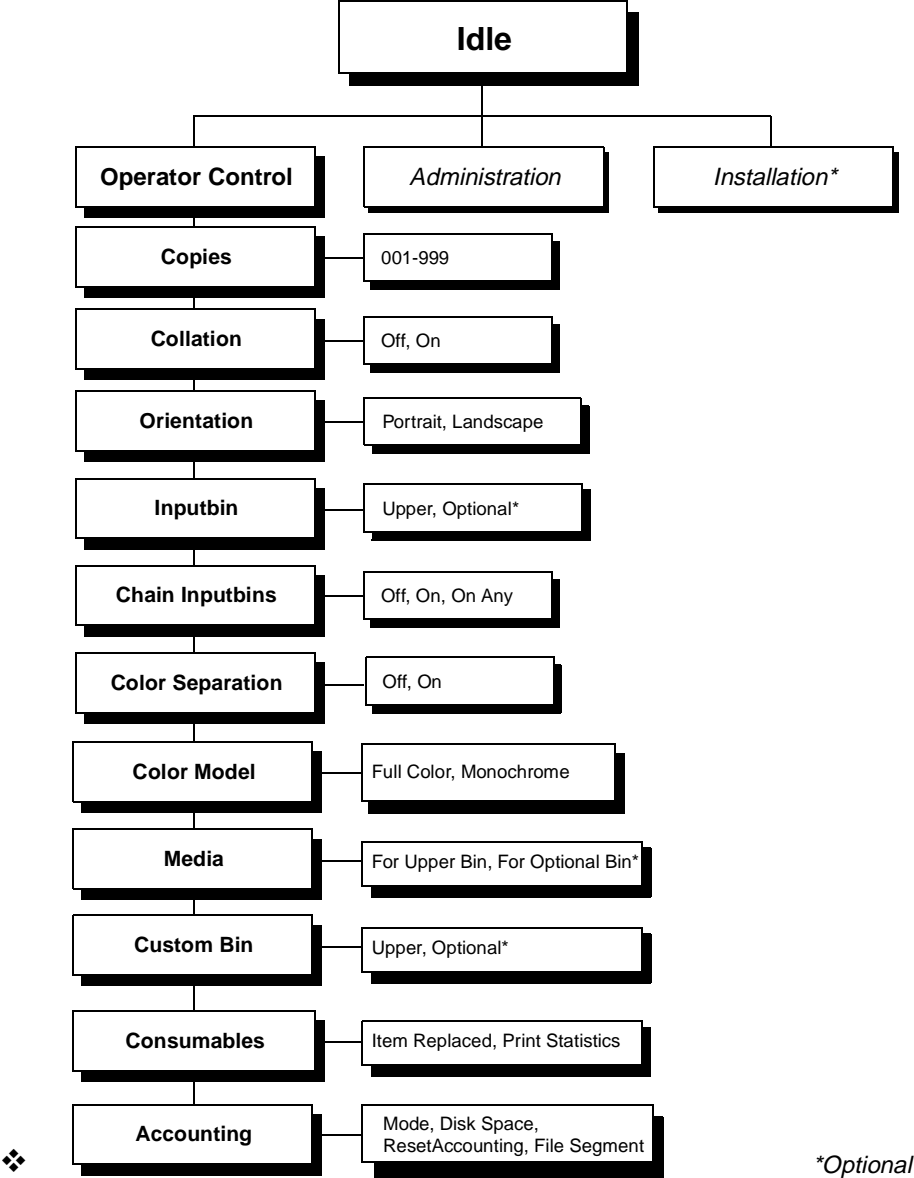 Idle
Operator Control
Administration
Installation*
Copies
001-999
Collation
Off, On
Orientation
Portrait, Landscape
Inputbin
Upper, Optional*
Chain Inputbins
Off, On, On Any
Color Separation
Off, On
Color Model
Full Color, Monochrome
Media
For Upper Bin, For Optional Bin*
Custom Bin
Upper, Optional*
Consumables
Item Replaced, Print Statistics
Accounting
Mode, Disk Space,
ResetAccounting, File Segment
*Optional